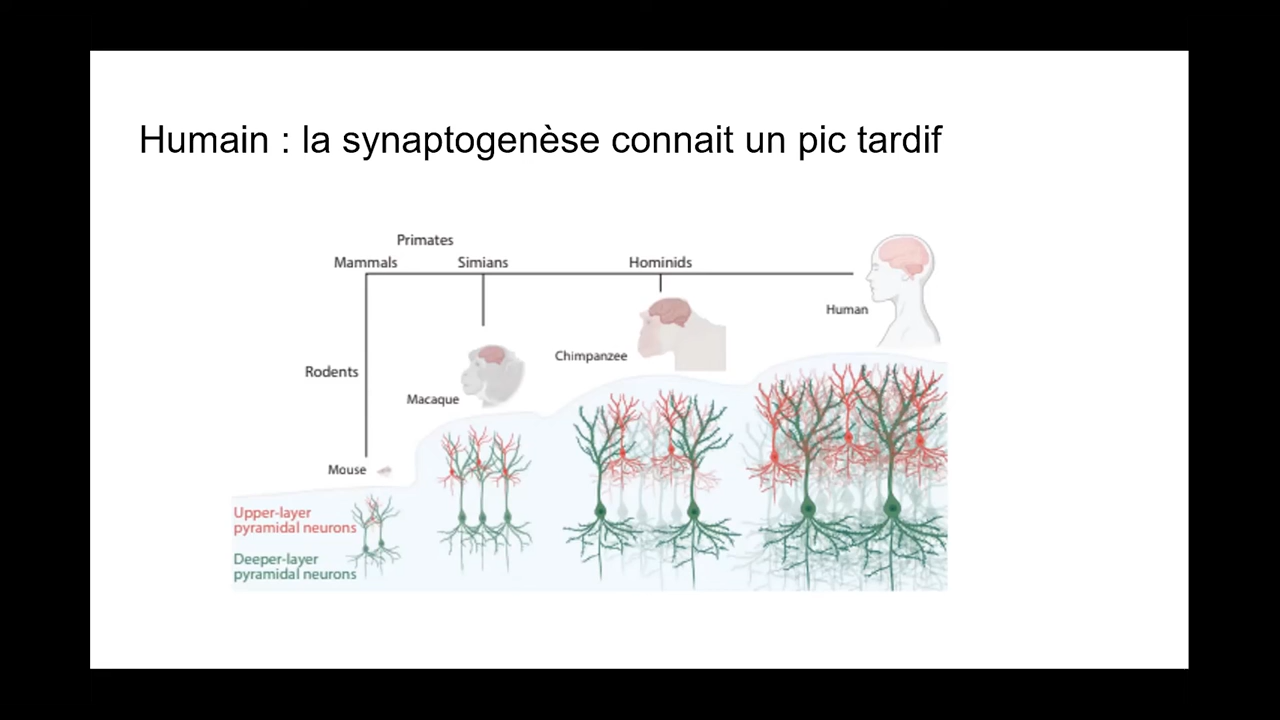 Humain : la synaptogenèse connait un pic tardif
Primates
Mammals
Simians
Hominids
Human
Chimpanzee
Rodents
Macaque
Mouse
Upper-layer
pyramidal neurons
Deeper-layer
pyramidal neurons